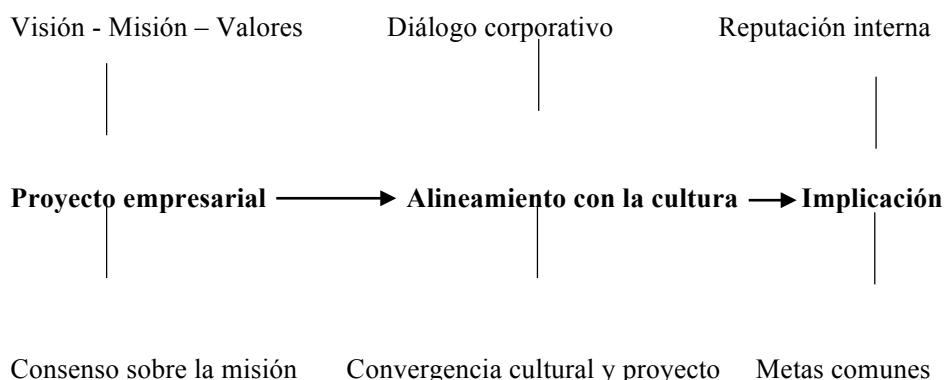 Visión - Misión – Valores Diálogo corporativo Reputación interna
Proyecto empresarial Alineamiento con la cultura Implicación
Consenso sobre la misión Convergencia cultural y proyecto Metas comunes